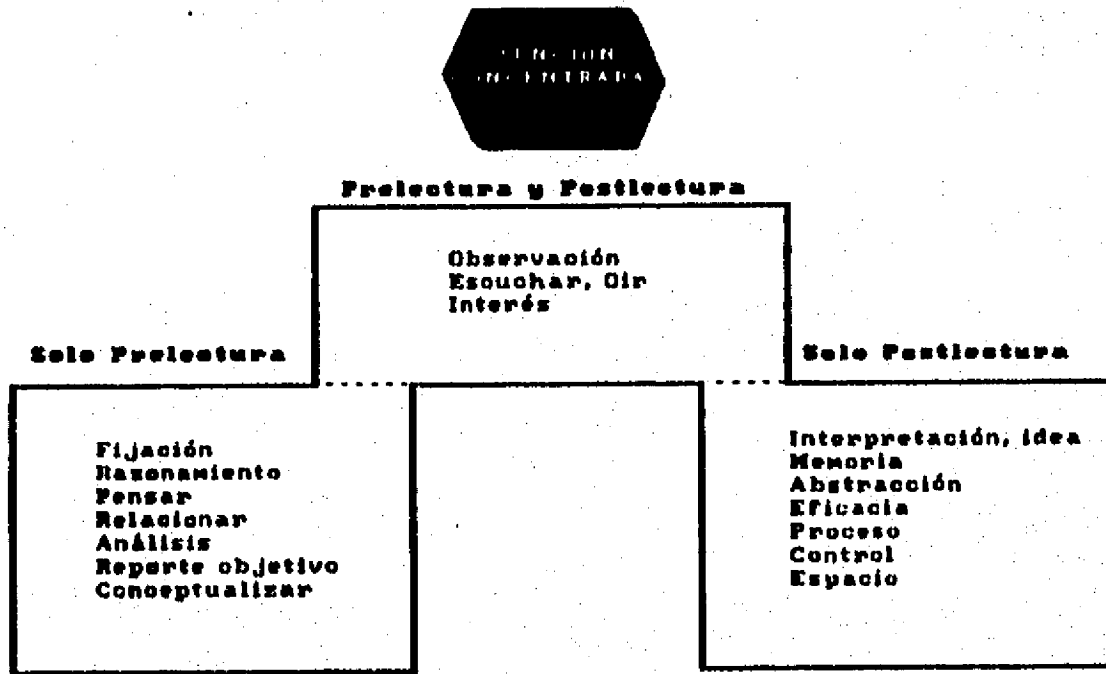 Prelectura y Postlectura
Observación
Escuchar, Oir
Interés
Solo Prelectura
Fijación
Razonamiento
Pensar
Relacionar
Análisis
Reporte objetivo
Conceptualizar
Solo Postlectura
Interpretación, idea
Memoria
Abstracción
Eficacia
Proceso
Control
Espacio